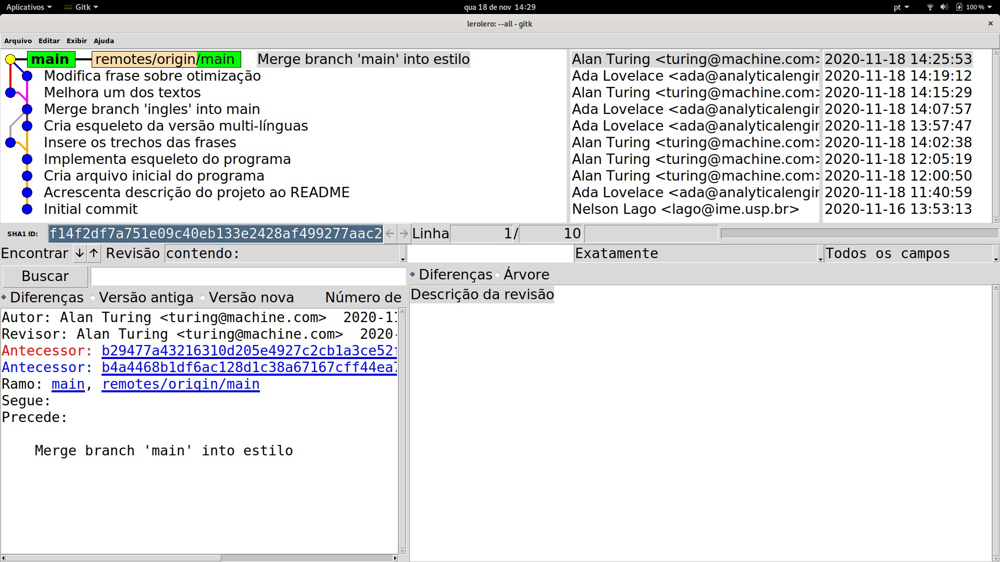 Aplicativos Gitk qua 18 de nov 14:29 pt 100 %
lerolero: --all - gitk
Arquivo Editar Exibir Ajuda
main remotes/origin/main Merge branch 'main' into estilo Alan Turing <turing@machine.com> 2020-11-18 14:25:53
Modifica frase sobre otimização Ada Lovelace <ada@analyticalengin 2020-11-18 14:19:12
Melhora um dos textos Alan Turing <turing@machine.com> 2020-11-18 14:15:29
Merge branch 'ingles' into main Ada Lovelace <ada@analyticalengin 2020-11-18 14:07:57
Cria esqueleto da versão multi-línguas Ada Lovelace <ada@analyticalengin 2020-11-18 13:57:47
Insere os trechos das frases Alan Turing <turing@machine.com> 2020-11-18 14:02:38
Implementa esqueleto do programa Alan Turing <turing@machine.com> 2020-11-18 12:05:19
Cria arquivo inicial do programa Alan Turing <turing@machine.com> 2020-11-18 12:00:50
Acrescenta descrição do projeto ao README Ada Lovelace <ada@analyticalengin 2020-11-18 11:40:59
Initial commit Nelson Lago <lago@ime.usp.br> 2020-11-16 13:53:13
SHA1 ID: f14f2df7a751e09c40eb133e2428af499277aac2 Linha 1/ 10
Encontrar Revisão contendo: Exatamente Todos os campos
Buscar
Diferenças Versão antiga Versão nova Número de
Autor: Alan Turing <turing@machine.com> 2020-11
Revisor: Alan Turing <turing@machine.com> 2020-
Antecessor: b29477a43216310d205e4927c2cb1a3ce52f
Antecessor: b4a4468b1df6ac128d1c38a67167cff44ea7
Ramo: main, remotes/origin/main
Segue:
Precede:
Merge branch 'main' into estilo
Diferenças Árvore
Descrição da revisão